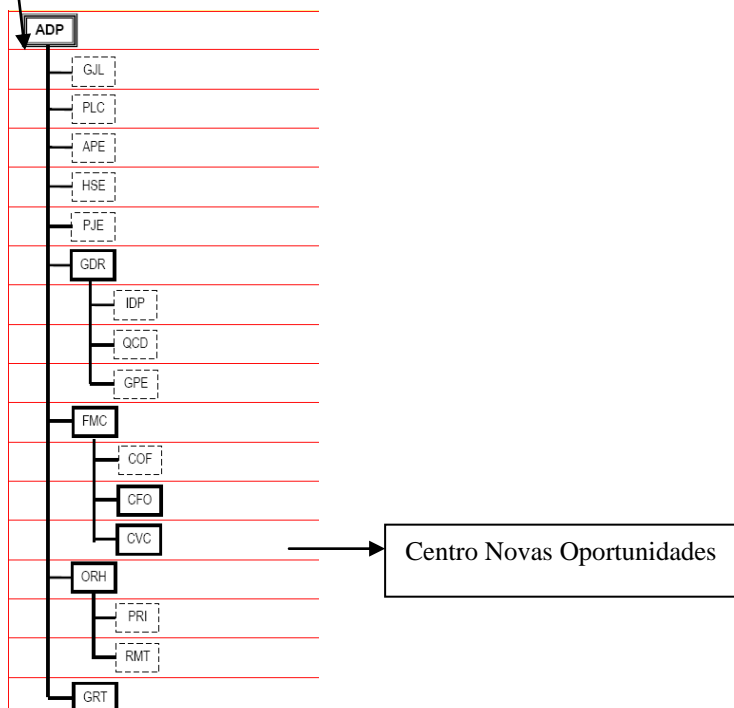 ADP
GJL
PLC
APE
HSE
PJE
GDR
IDP
QCD
GPE
FMC
COF
CFO
CVC
Centro Novas Oportunidades
ORH
PRI
RMT
GRT